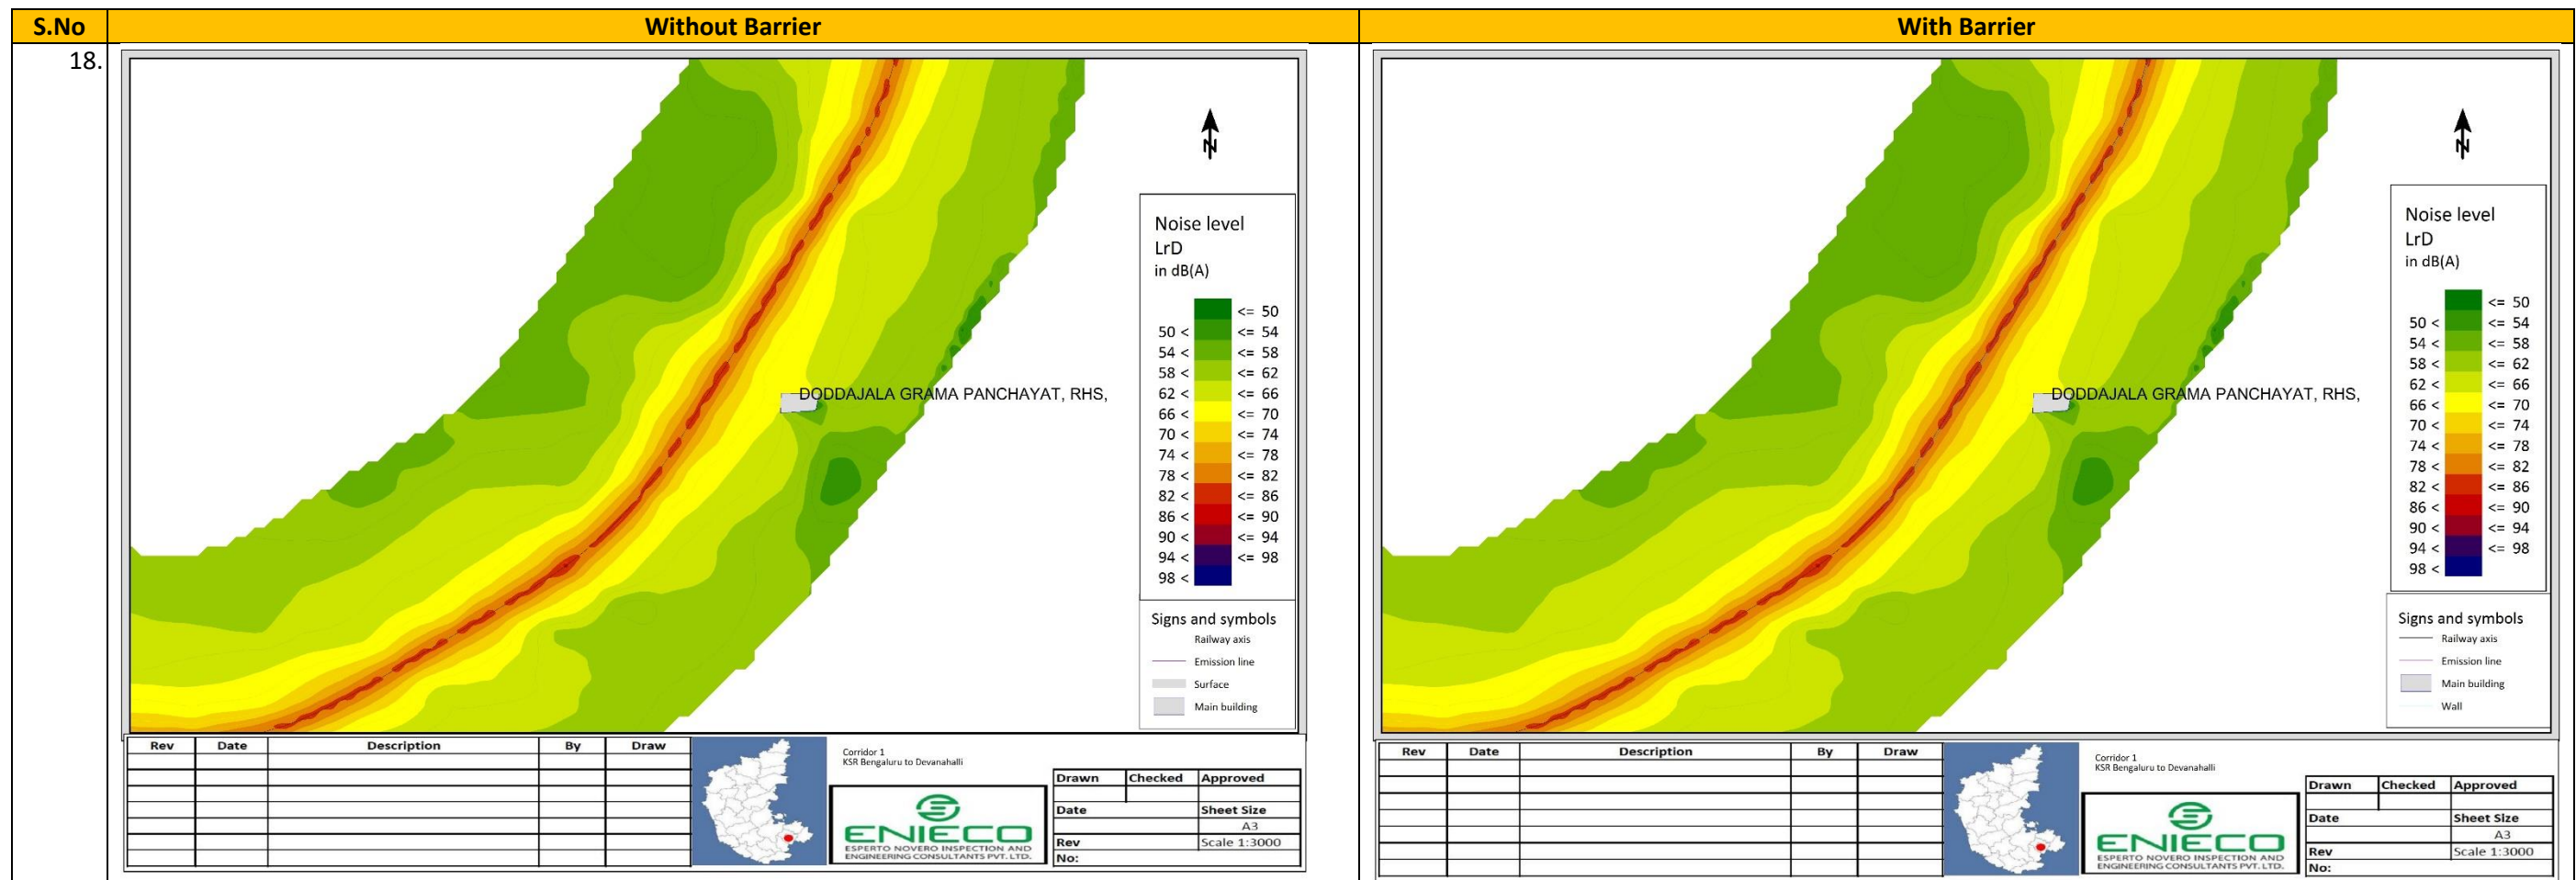 S.No Without Barrier With Barrier
18.
N
Noise level
LrD
in dB(A)
<= 50
50 < <= 54
54 < <= 58
58 < <= 62
62 < <= 66
66 < <= 70
70 < <= 74
74 < <= 78
78 < <= 82
82 < <= 86
86 < <= 90
90 < <= 94
94 < <= 98
98 <
DODDAJALA GRAMA PANCHAYAT, RHS,
Signs and symbols
Railway axis
Emission line
Surface
Main building
Rev Date Description By Draw
Corridor 1
KSR Bengaluru to Devanahalli
ENIECO
ESPERTO NOVERO INSPECTION AND
ENGINEERING CONSULTANTS PVT. LTD.
Drawn Checked Approved
Date Sheet Size
A3
Rev Scale 1:3000
No:
N
Noise level
LrD
in dB(A)
<= 50
50 < <= 54
54 < <= 58
58 < <= 62
62 < <= 66
66 < <= 70
70 < <= 74
74 < <= 78
78 < <= 82
82 < <= 86
86 < <= 90
90 < <= 94
94 < <= 98
98 <
DODDAJALA GRAMA PANCHAYAT, RHS,
Signs and symbols
Railway axis
Emission line
Main building
Wall
Rev Date Description By Draw
Corridor 1
KSR Bengaluru to Devanahalli
ENIECO
ESPERTO NOVERO INSPECTION AND
ENGINEERING CONSULTANTS PVT. LTD.
Drawn Checked Approved
Date Sheet Size
A3
Rev Scale 1:3000
No: